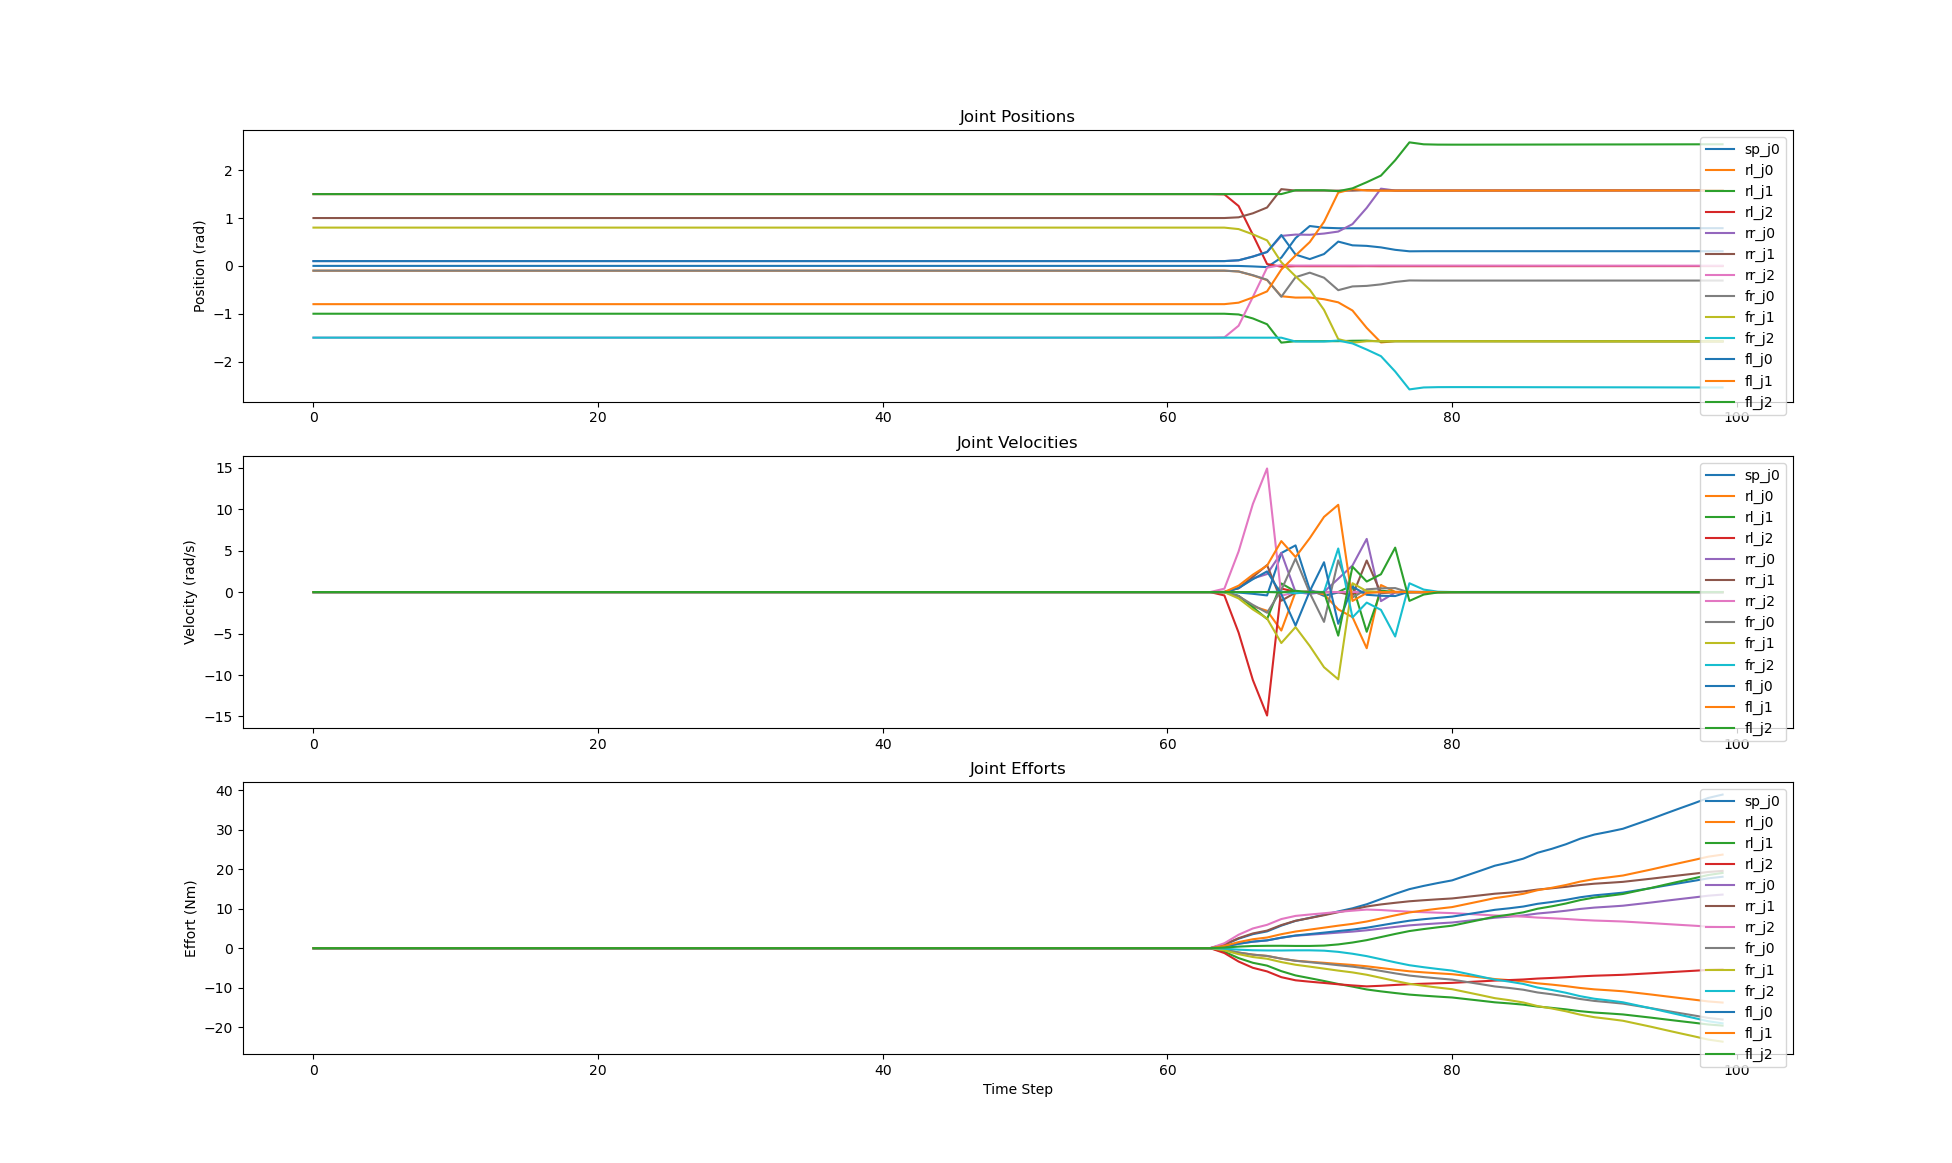 Joint Positions
Position (rad)
2
1
0
−1
−2
0
20
40
60
80
100
sp_j0
rl_j0
rl_j1
rl_j2
rr_j0
rr_j1
rr_j2
fr_j0
fr_j1
fr_j2
fl_j0
fl_j1
fl_j2
Joint Velocities
Velocity (rad/s)
15
10
5
0
−5
−10
−15
0
20
40
60
80
100
sp_j0
rl_j0
rl_j1
rl_j2
rr_j0
rr_j1
rr_j2
fr_j0
fr_j1
fr_j2
fl_j0
fl_j1
fl_j2
Joint Efforts
Effort (Nm)
40
30
20
10
0
−10
−20
0
20
40
60
80
100
sp_j0
rl_j0
rl_j1
rl_j2
rr_j0
rr_j1
rr_j2
fr_j0
fr_j1
fr_j2
fl_j0
fl_j1
fl_j2
Time Step